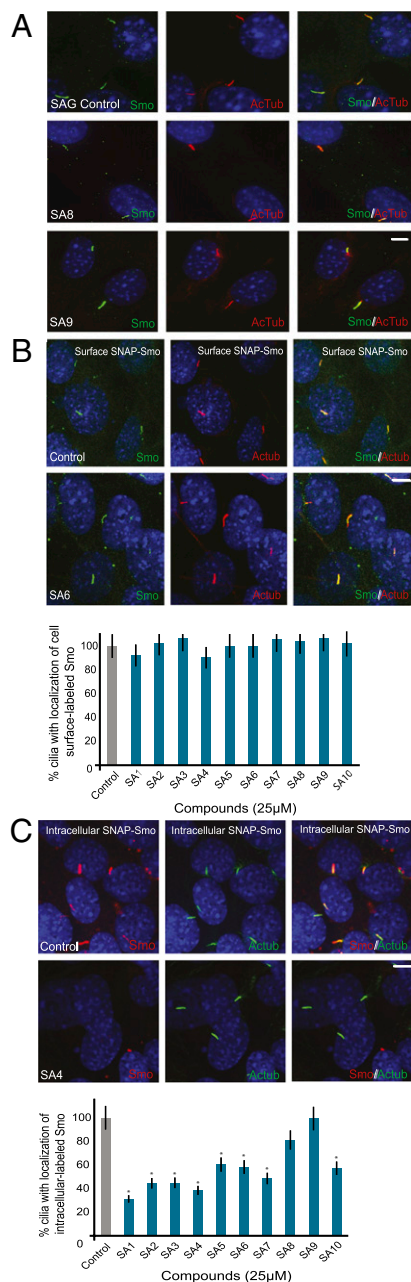 A
SAG Control
Smo
AcTub
Smo/AcTub
SA8
Smo
AcTub
Smo/AcTub
SA9
Smo
AcTub
Smo/AcTub
B
Surface SNAP-Smo
Surface SNAP-Smo
Surface SNAP-Smo
Control
Smo
Actub
Smo/Actub
SA6
Smo
Actub
Smo/Actub
% cilia with localization of cell
surface-labeled Smo
100
80
60
40
20
0
Control
SA1
SA2
SA3
SA4
SA5
SA6
SA7
SA8
SA9
SA10
Compounds (25µM)
C
Intracellular SNAP-Smo
Intracellular SNAP-Smo
Intracellular SNAP-Smo
Control
Smo
Actub
Smo/Actub
SA4
Smo
Actub
Smo/Actub
% cilia with localization of
intracellular-labeled Smo
100
80
60
40
20
0
* * * * * * * *
Control
SA1
SA2
SA3
SA4
SA5
SA6
SA7
SA8
SA9
SA10
Compounds (25µM)